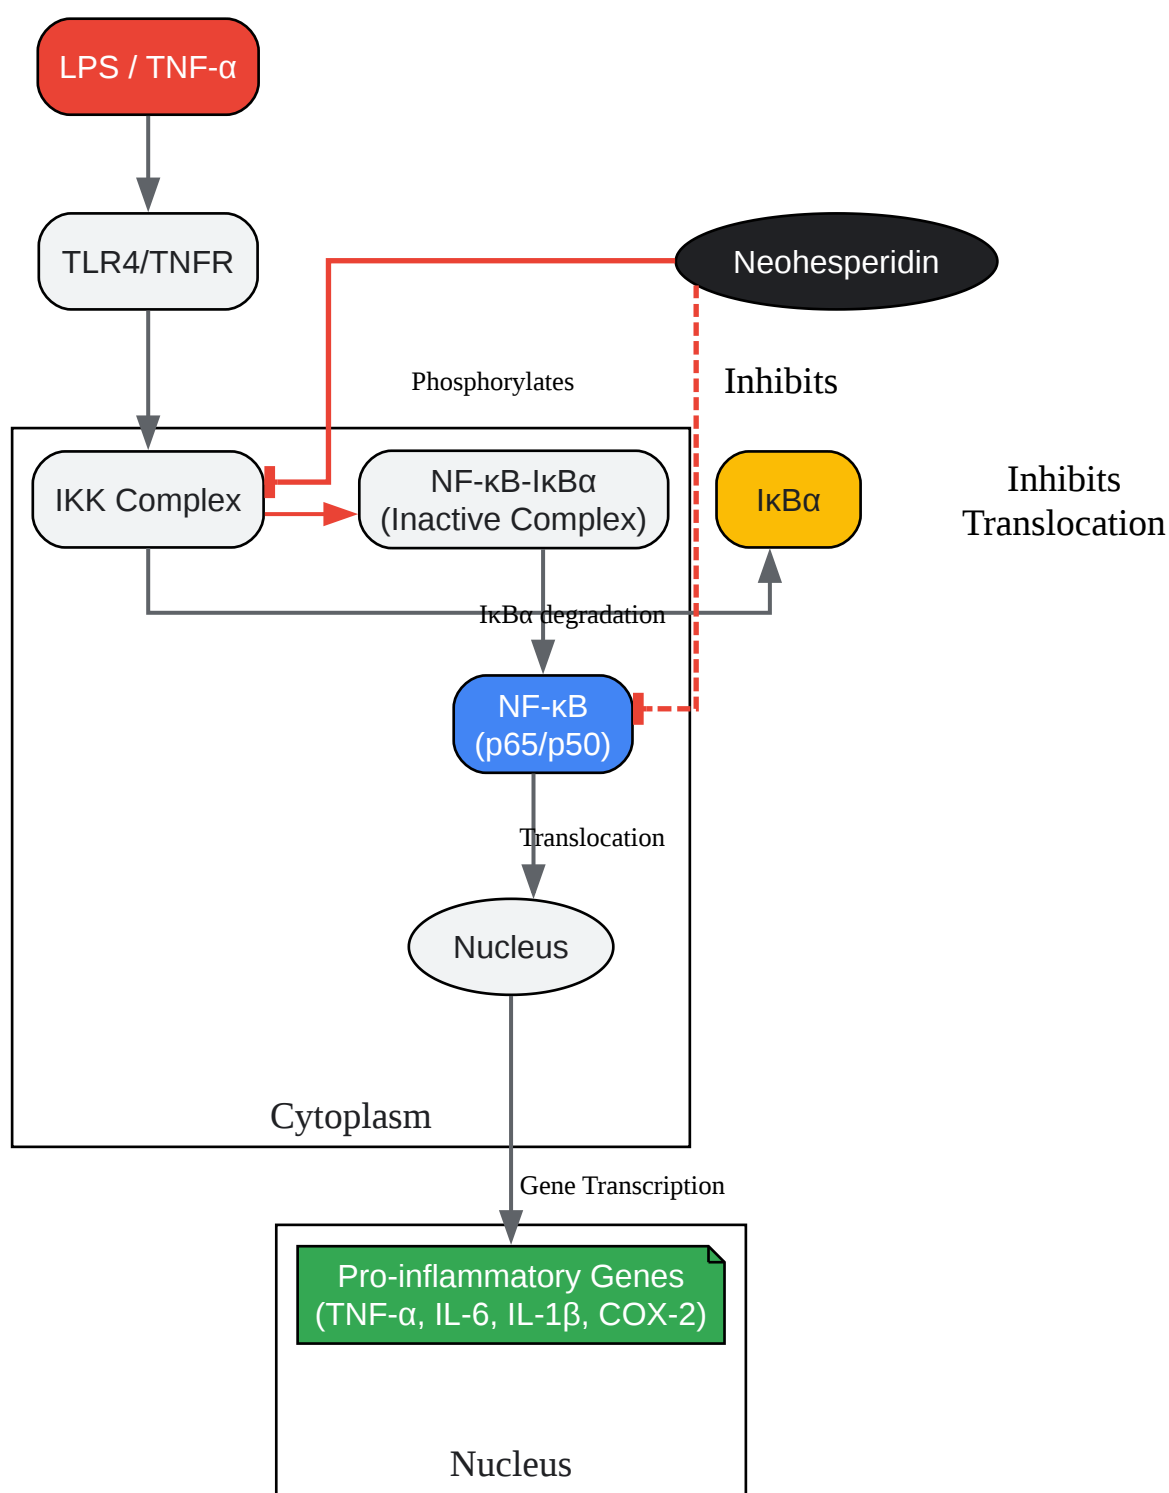 LPS / TNF-α
TLR4/TNFR
Neohesperidin
Phosphorylates
Inhibits
IKK Complex
NF-κB-IκBα
(Inactive Complex)
IκBα
Inhibits
Translocation
IκBα degradation
NF-κB
(p65/p50)
Translocation
Nucleus
Cytoplasm
Gene Transcription
Pro-inflammatory Genes
(TNF-α, IL-6, IL-1β, COX-2)
Nucleus